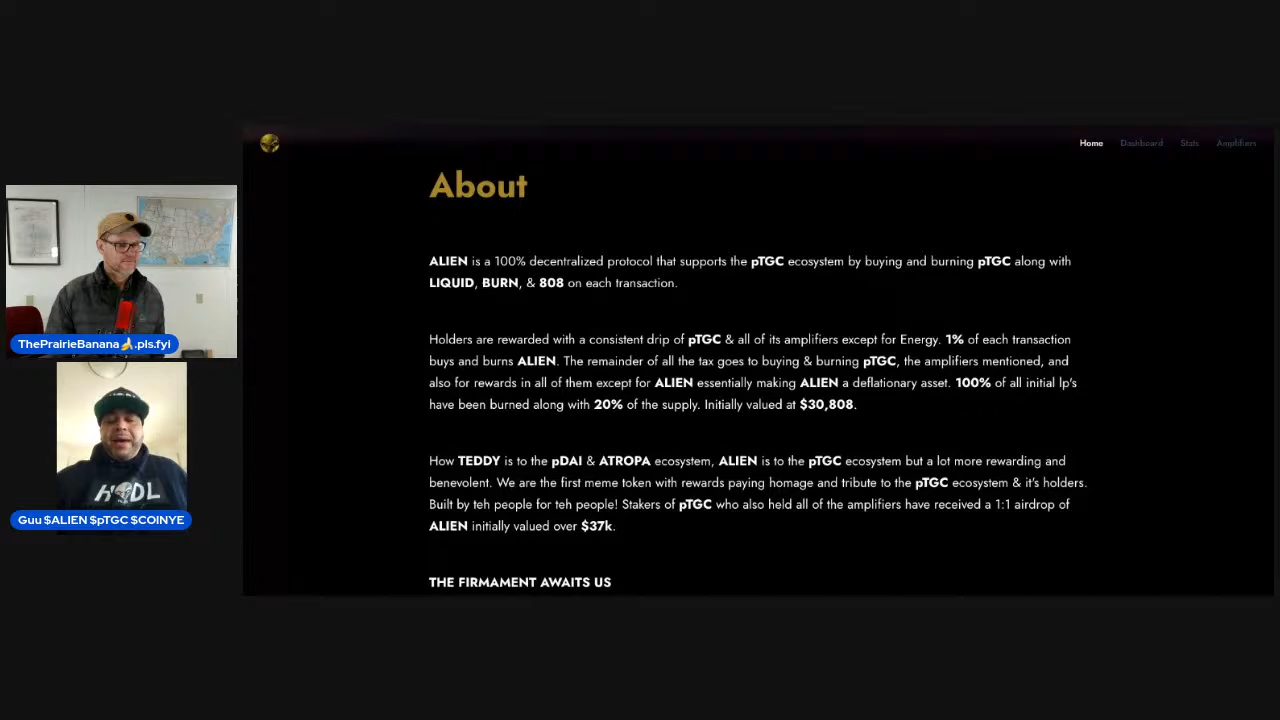 Home Dashboard Stats Amplifiers
About
ALIEN is a 100% decentralized protocol that supports the pTGC ecosystem by buying and burning pTGC along with
LIQUID, BURN, & 808 on each transaction.
Holders are rewarded with a consistent drip of pTGC & all of its amplifiers except for Energy. 1% of each transaction
buys and burns ALIEN. The remainder of all the tax goes to buying & burning pTGC, the amplifiers mentioned, and
also for rewards in all of them except for ALIEN essentially making ALIEN a deflationary asset. 100% of all initial lp's
have been burned along with 20% of the supply. Initially valued at $30,808.
How TEDDY is to the pDAI & ATROPA ecosystem, ALIEN is to the pTGC ecosystem but a lot more rewarding and
benevolent. We are the first meme token with rewards paying homage and tribute to the pTGC ecosystem & it's holders.
Built by teh people for teh people! Stakers of pTGC who also held all of the amplifiers have received a 1:1 airdrop of
ALIEN initially valued over $37k.
THE FIRMAMENT AWAITS US
ThePrairieBanana🍌.pls.fyi
H DL
Guu $ALIEN $pTGC $COINYE